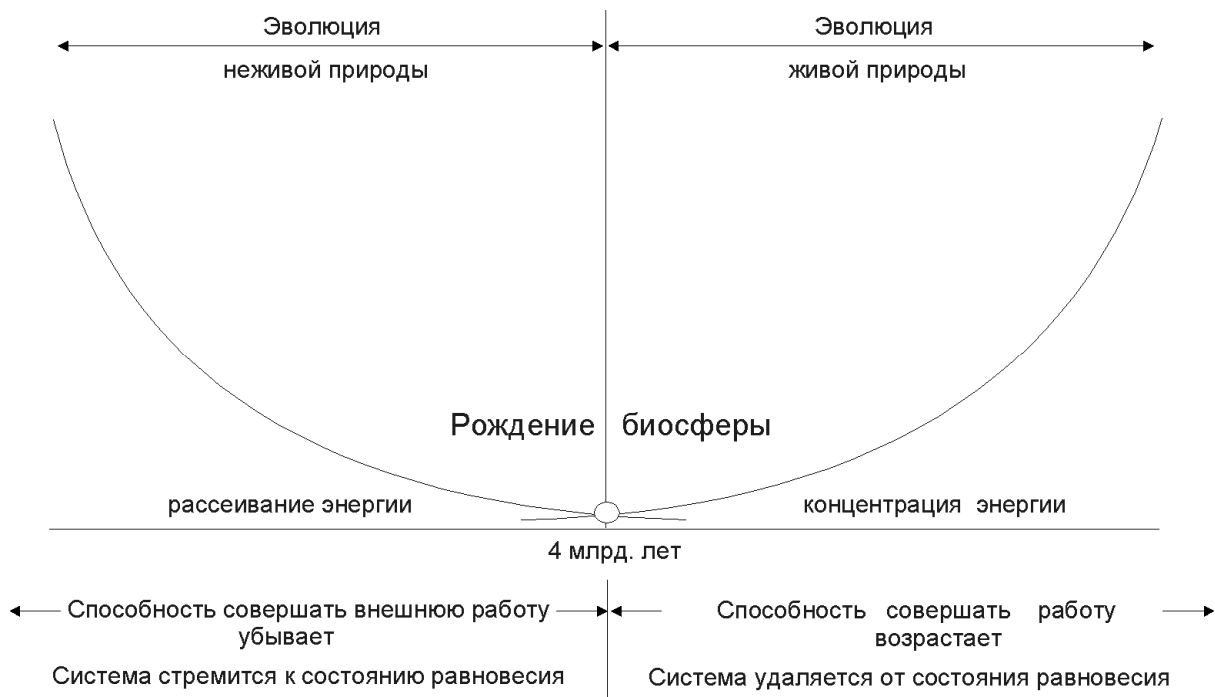 Эволюция
неживой природы
Эволюция
живой природы
Рождение биосферы
рассеивание энергии
концентрация энергии
4 млрд. лет
Способность совершать внешнюю работу
убывает
Система стремится к состоянию равновесия
Способность совершать работу
возрастает
Система удаляется от состояния равновесия